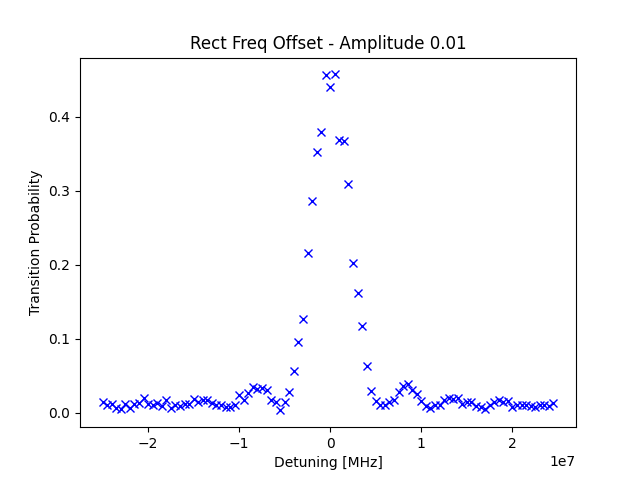 Rect Freq Offset - Amplitude 0.01
Transition Probability
0.4
0.3
0.2
0.1
0.0
−2
−1
0
1
2
1e7
Detuning [MHz]